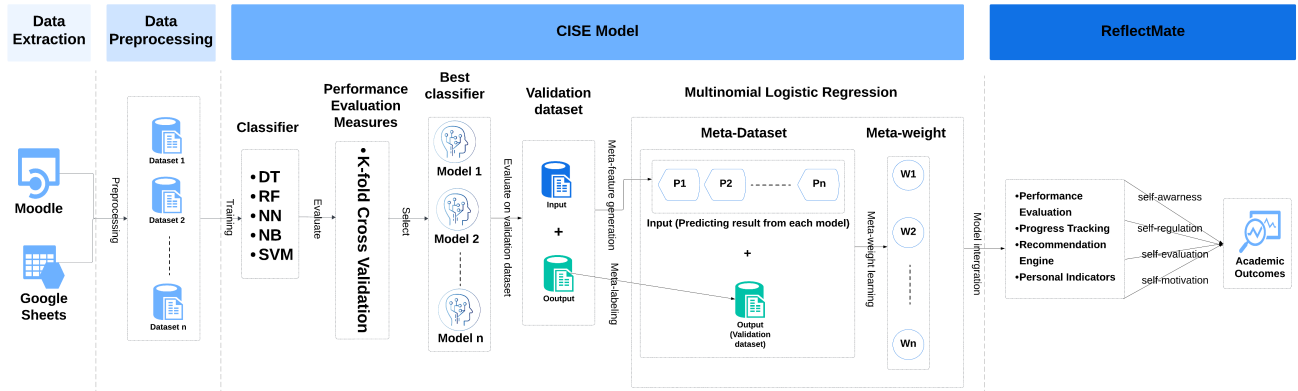 Data
Extraction
Data
Preprocessing
CISE Model
ReflectMate
Moodle
Google
Sheets
Preprocessing
Dataset 1
Dataset 2
Dataset n
Training
Classifier
•DT
•RF
•NN
•NB
•SVM
Evaluate
Performance
Evaluation
Measures
•K-fold Cross Validation
Select
Best
classifier
Model 1
Model 2
Model n
Evaluate on validation dataset
Validation
dataset
Input
+
Ooutput
Meta-feature generation
Meta-labeling
Multinomial Logistic Regression
Meta-Dataset
P1 P2 Pn
Input (Predicting result from each model)
+
Output
(Validation
dataset)
Meta-weight learning
Meta-weight
W1
W2
Wn
Model intergration
•Performance
Evaluation
•Progress Tracking
•Recommendation
Engine
•Personal Indicators
self-awarness
self-regulation
self-evaluation
self-motivation
Academic
Outcomes